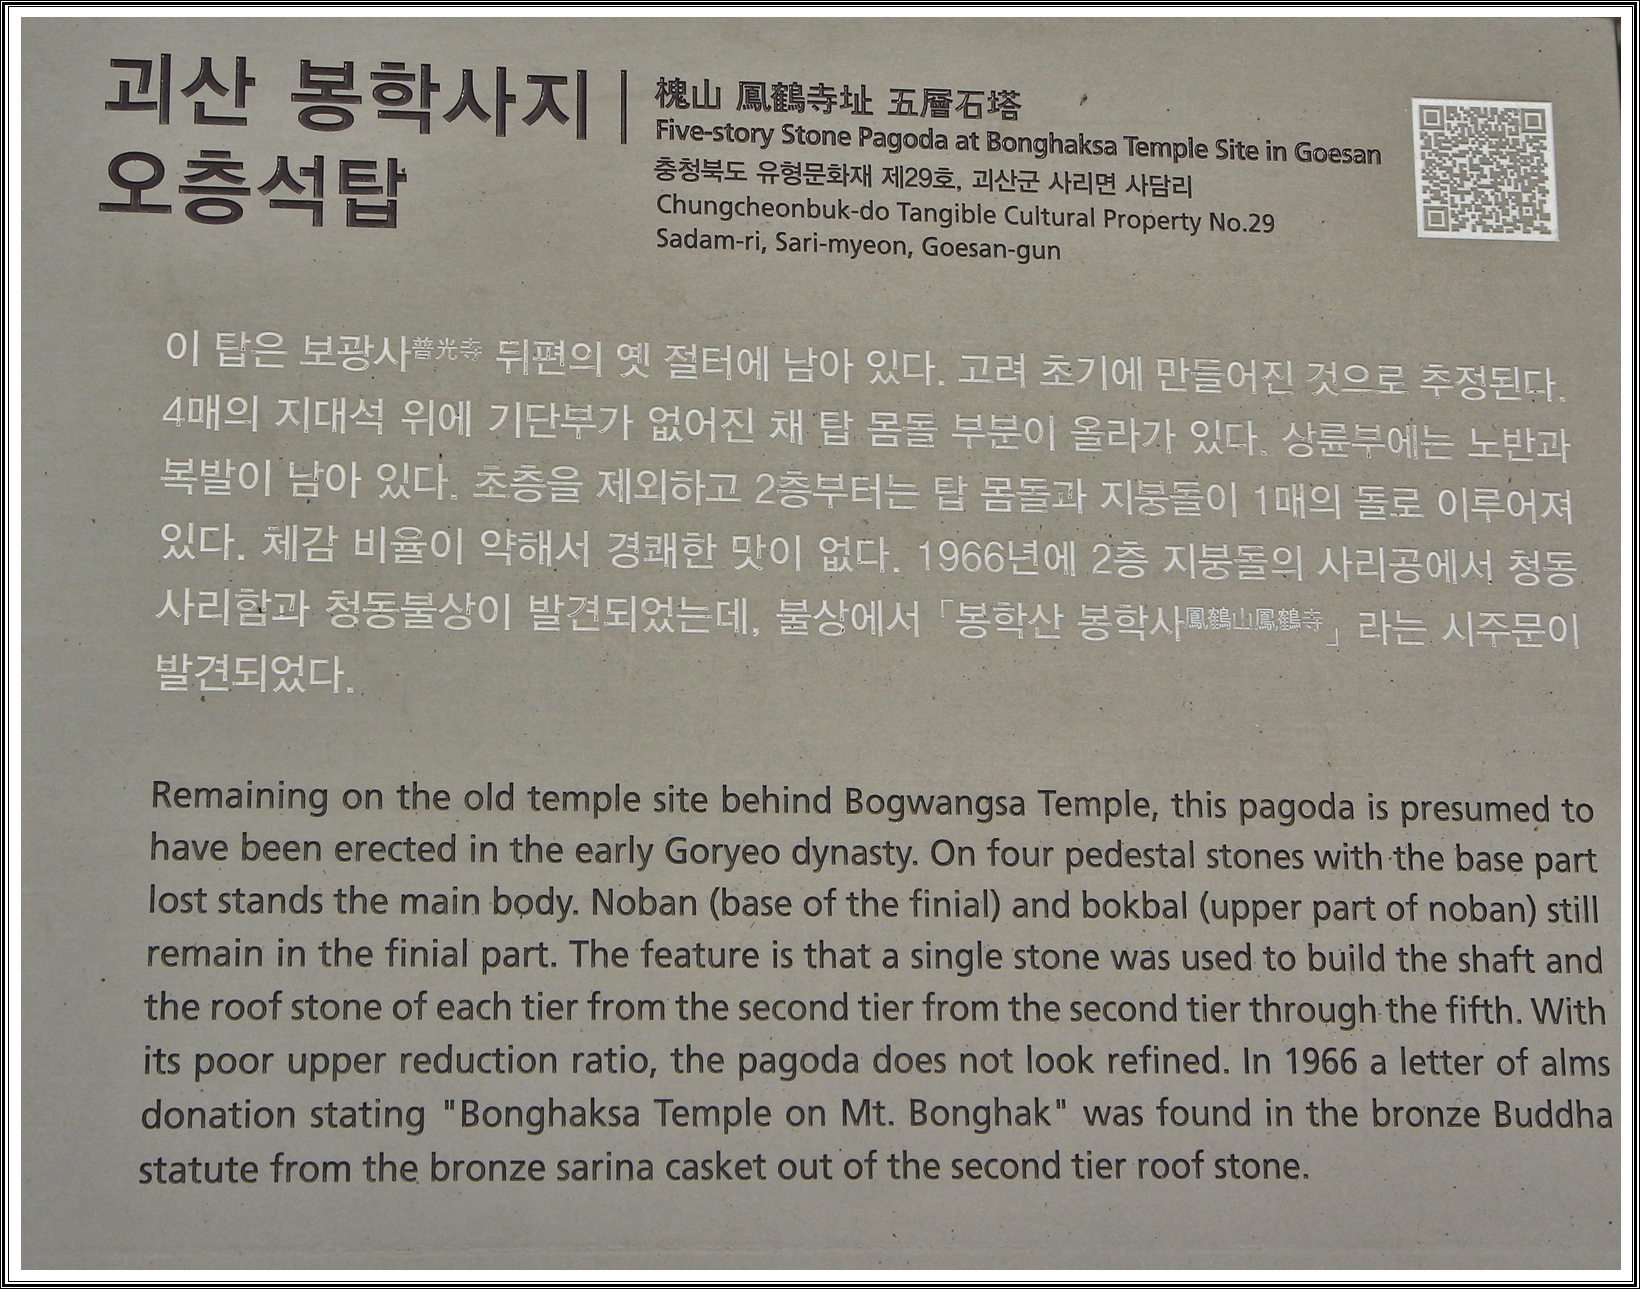 괴산 봉학사지
오층석탑
槐山 鳳鶴寺址 五層石塔
Five-story Stone Pagoda at Bonghaksa Temple Site in Goesan
충청북도 유형문화재 제29호, 괴산군 사리면 사담리
Chungcheonbuk-do Tangible Cultural Property No.29
Sadam-ri, Sari-myeon, Goesan-gun
이 탑은 보광사普光寺 뒤편의 옛 절터에 남아 있다. 고려 초기에 만들어진 것으로 추정된다.
4매의 지대석 위에 기단부가 없어진 채 탑 몸돌 부분이 올라가 있다. 상륜부에는 노반과
복발이 남아 있다. 초층을 제외하고 2층부터는 탑 몸돌과 지붕돌이 1매의 돌로 이루어져
있다. 체감 비율이 약해서 경쾌한 맛이 없다. 1966년에 2층 지붕돌의 사리공에서 청동
사리함과 청동불상이 발견되었는데, 불상에서 「봉학산 봉학사鳳鶴山鳳鶴寺」 라는 시주문이
발견되었다.
Remaining on the old temple site behind Bogwangsa Temple, this pagoda is presumed to
have been erected in the early Goryeo dynasty. On four pedestal stones with the base part
lost stands the main body. Noban (base of the finial) and bokbal (upper part of noban) still
remain in the finial part. The feature is that a single stone was used to build the shaft and
the roof stone of each tier from the second tier from the second tier through the fifth. With
its poor upper reduction ratio, the pagoda does not look refined. In 1966 a letter of alms
donation stating "Bonghaksa Temple on Mt. Bonghak" was found in the bronze Buddha
statute from the bronze sarina casket out of the second tier roof stone.